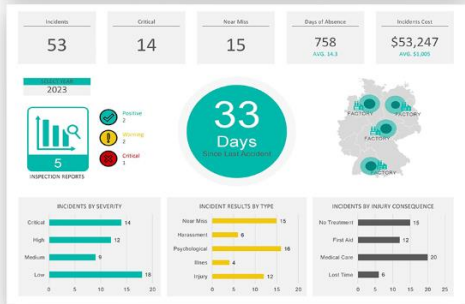 Incidents
Critical
Near Miss
Days of Absence
Incidents Cost
53
14
15
758
AVG. 14.3
$53,247
AVG. $1,005
SELECT YEAR
2023
5
INSPECTION REPORTS
Positive
2
Warning
2
Critical
1
33
Days
Since Last Accident
FACTORY
FACTORY
FACTORY
FACTORY
INCIDENTS BY SEVERITY
Critical 14
High 12
Medium 9
Low 18
0 5 10 15 20
INCIDENT RESULTS BY TYPE
Near Miss 15
Harassment 6
Psychological 16
Illnes 4
Injury 12
0 5 10 15 20
INCIDENTS BY INJURY CONSEQUENCE
No Treatment 15
First Aid 12
Medical Care 20
Lost Time 6
0 5 10 15 20 25